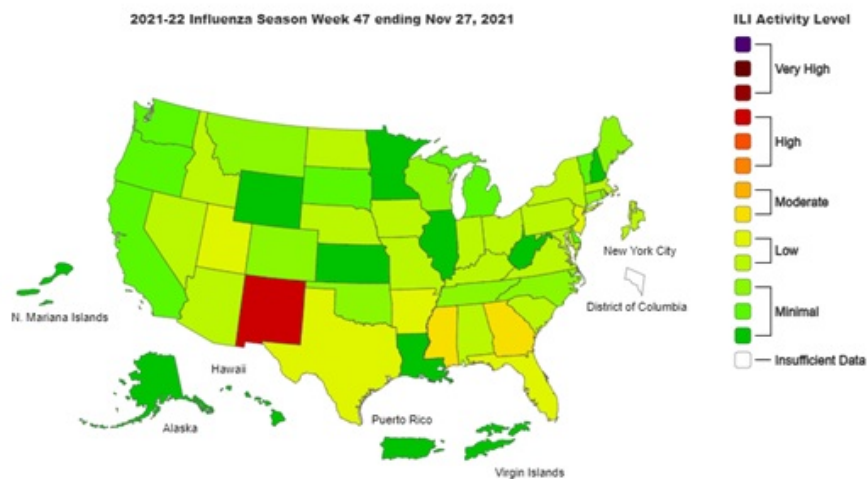 2021-22 Influenza Season Week 47 ending Nov 27, 2021
ILI Activity Level
Very High
High
Moderate
Low
Minimal
Insufficient Data
New York City
District of Columbia
N. Mariana Islands
Hawaii
Alaska
Puerto Rico
Virgin Islands